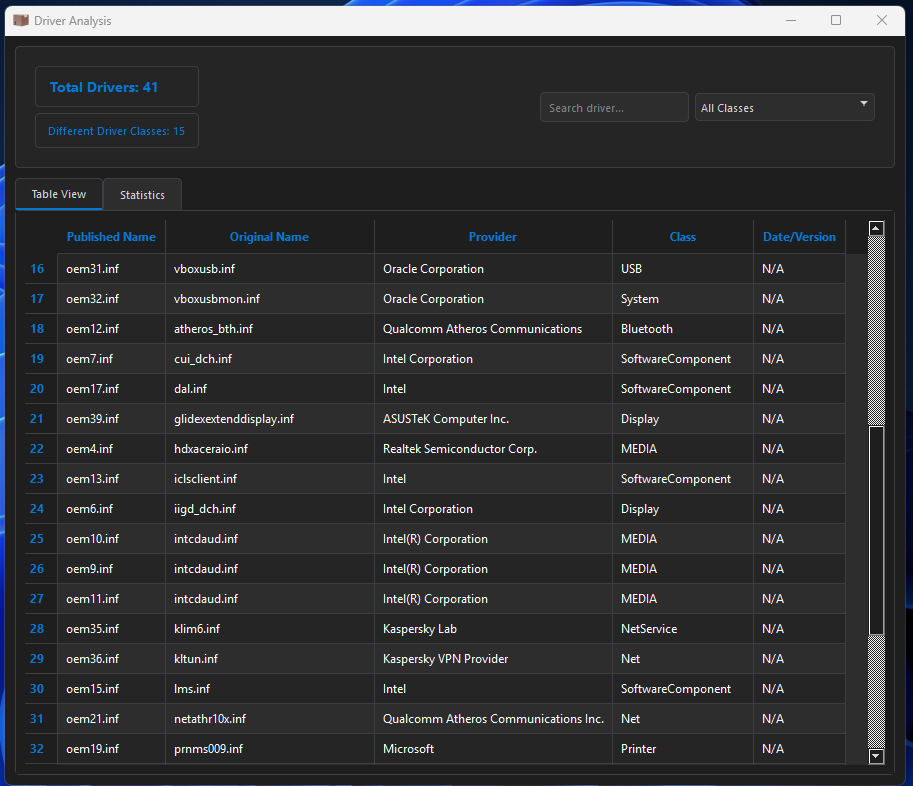 Driver Analysis
Total Drivers: 41
Different Driver Classes: 15
Search driver...
All Classes
Table View Statistics
Published Name Original Name Provider Class Date/Version
16 oem31.inf vboxusb.inf Oracle Corporation USB N/A
17 oem32.inf vboxusbmon.inf Oracle Corporation System N/A
18 oem12.inf atheros_bth.inf Qualcomm Atheros Communications Bluetooth N/A
19 oem7.inf cui_dch.inf Intel Corporation SoftwareComponent N/A
20 oem17.inf dal.inf Intel SoftwareComponent N/A
21 oem39.inf glidexextenddisplay.inf ASUSTeK Computer Inc. Display N/A
22 oem4.inf hdxaceraio.inf Realtek Semiconductor Corp. MEDIA N/A
23 oem13.inf iclsclient.inf Intel SoftwareComponent N/A
24 oem6.inf iigd_dch.inf Intel Corporation Display N/A
25 oem10.inf intcdaud.inf Intel(R) Corporation MEDIA N/A
26 oem9.inf intcdaud.inf Intel(R) Corporation MEDIA N/A
27 oem11.inf intcdaud.inf Intel(R) Corporation MEDIA N/A
28 oem35.inf klim6.inf Kaspersky Lab NetService N/A
29 oem36.inf kltun.inf Kaspersky VPN Provider Net N/A
30 oem15.inf lms.inf Intel SoftwareComponent N/A
31 oem21.inf netathr10x.inf Qualcomm Atheros Communications Inc. Net N/A
32 oem19.inf prnms009.inf Microsoft Printer N/A